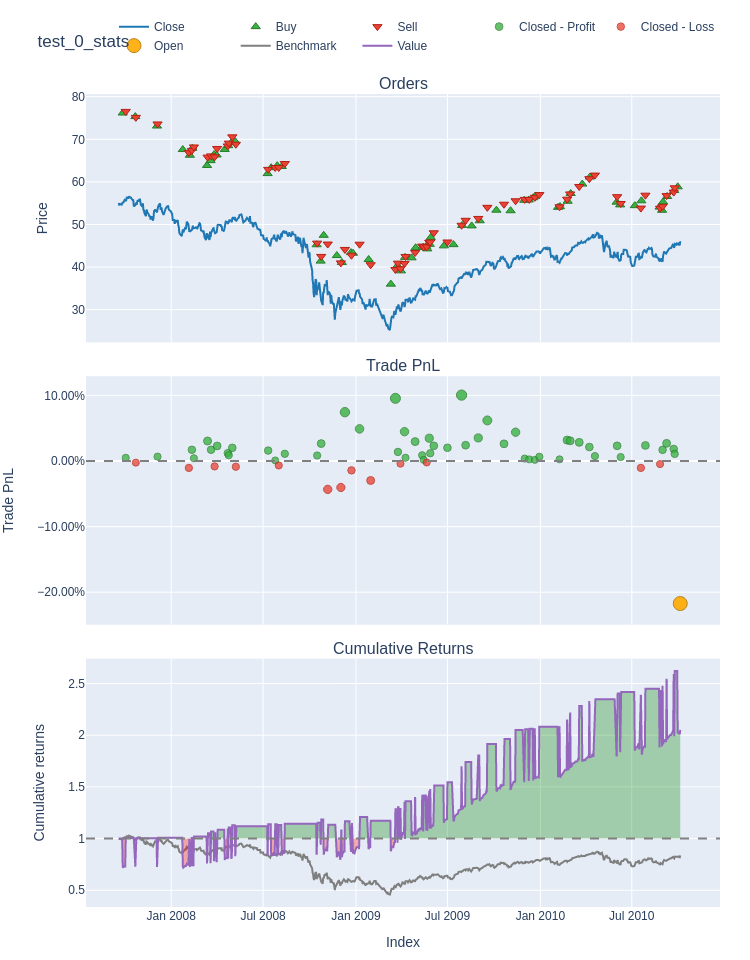 test_0_stats
Close Buy Sell Closed - Profit Closed - Loss
Open Benchmark Value
Orders
80
70
60
50
40
30
Price
Trade PnL
10.00%
0.00%
−10.00%
−20.00%
Trade PnL
Cumulative Returns
2.5
2
1.5
1
0.5
Cumulative returns
Jan 2008 Jul 2008 Jan 2009 Jul 2009 Jan 2010 Jul 2010
Index